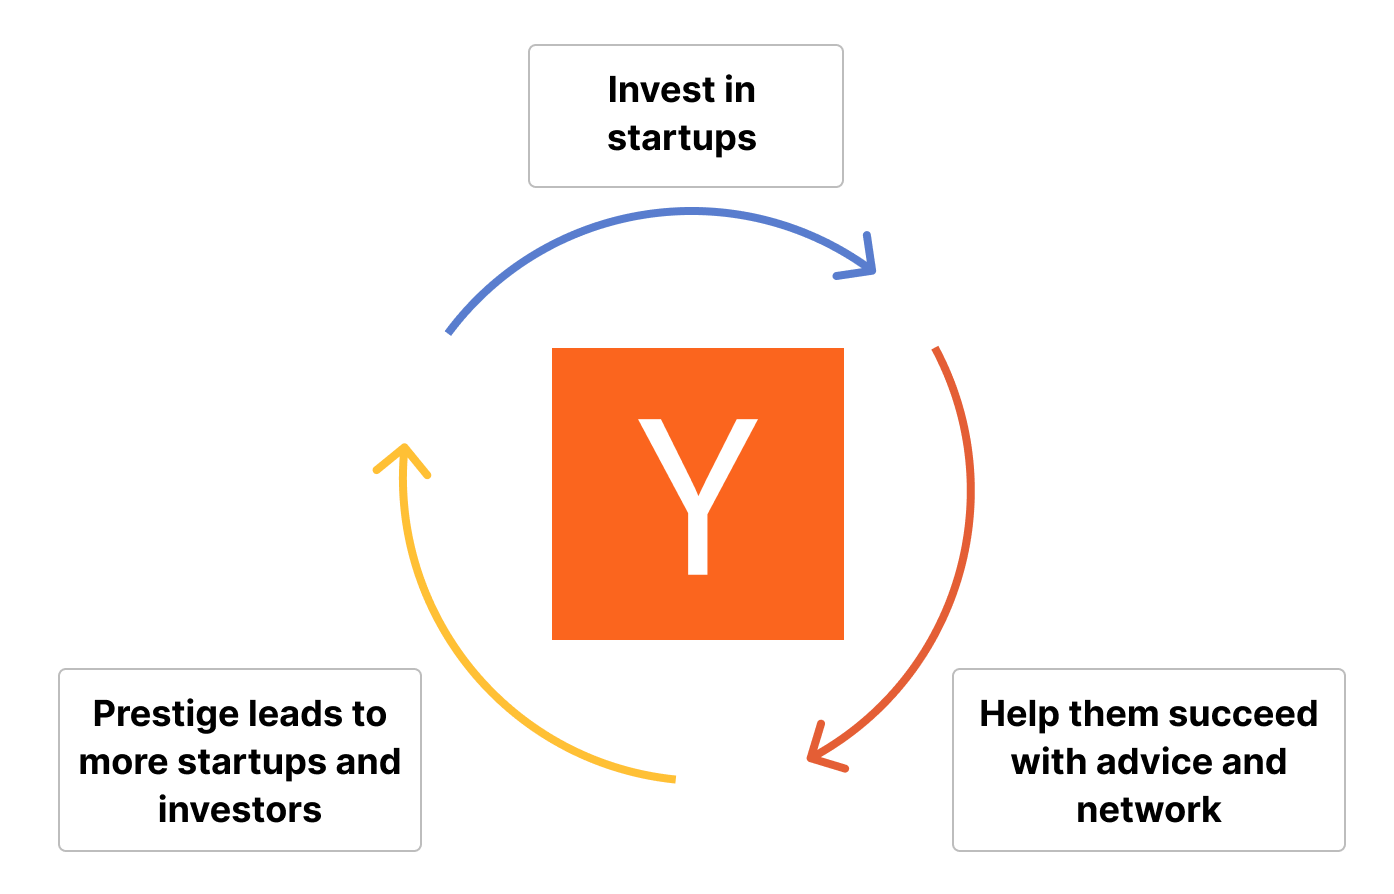 Invest in
startups
Y
Prestige leads to
more startups and
investors
Help them succeed
with advice and
network